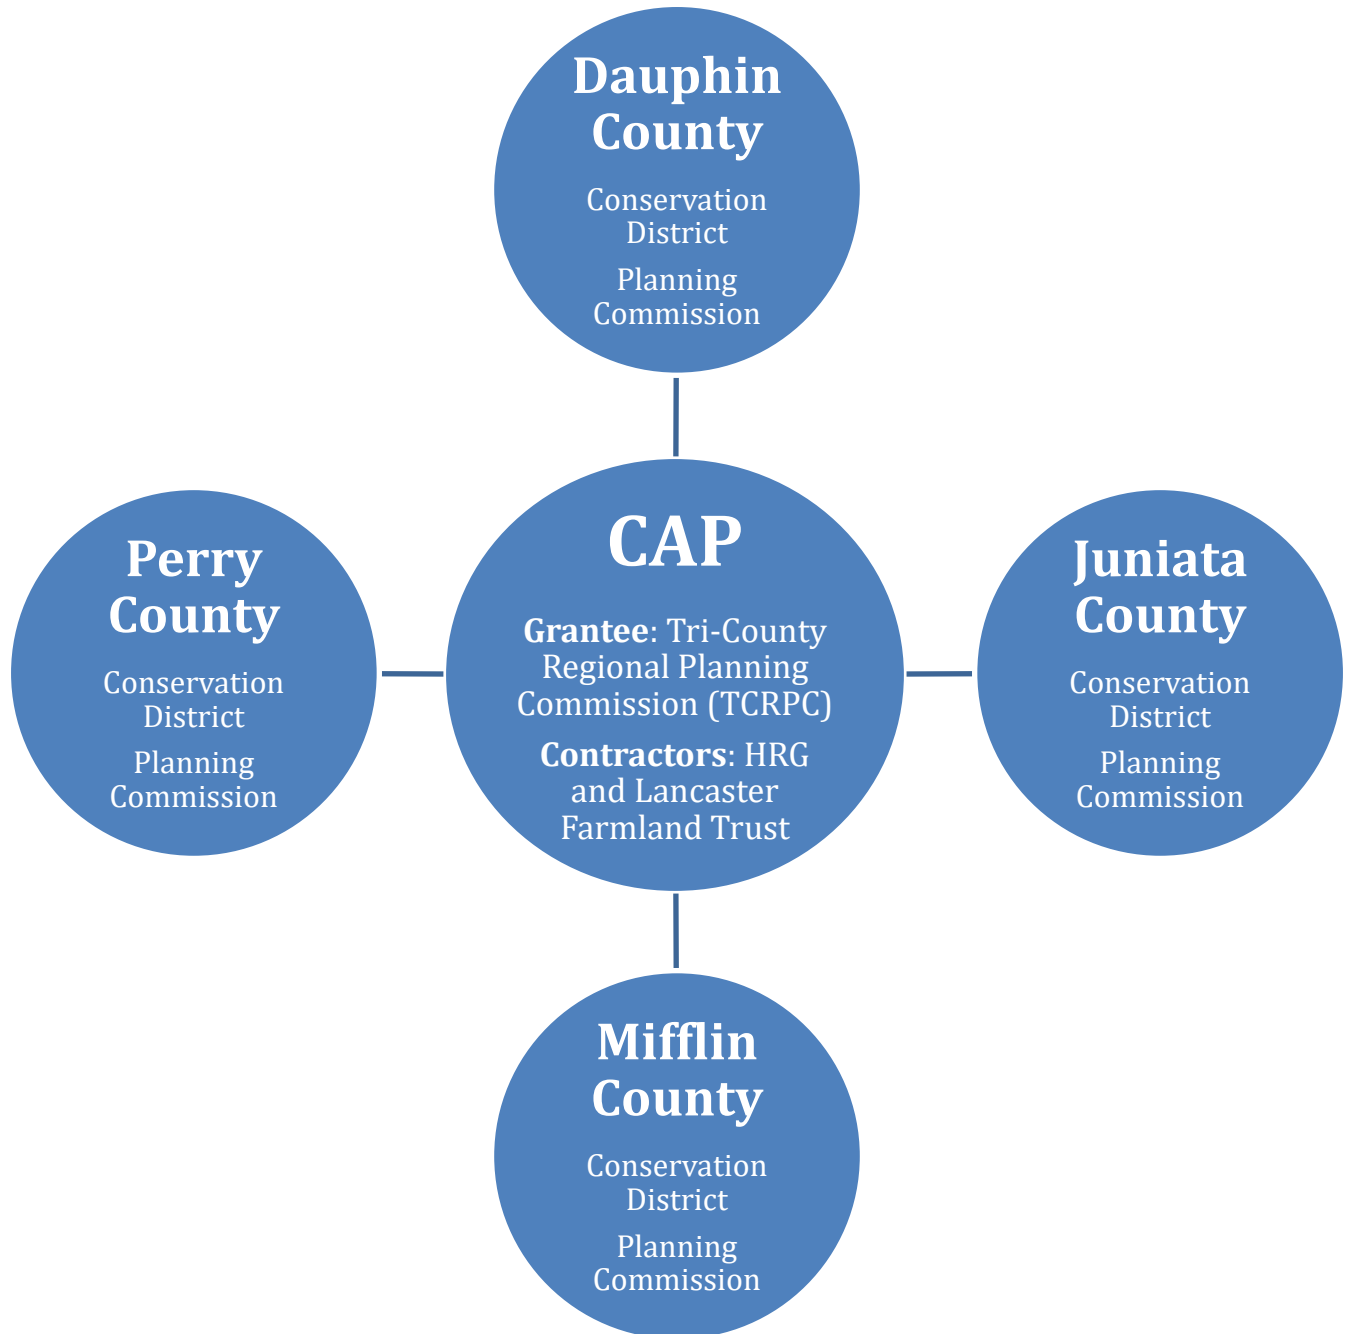 Dauphin
County
Conservation
District
Planning
Commission
Perry
County
Conservation
District
Planning
Commission
CAP
Grantee: Tri-County
Regional Planning
Commission (TCRPC)
Contractors: HRG
and Lancaster
Farmland Trust
Juniata
County
Conservation
District
Planning
Commission
Mifflin
County
Conservation
District
Planning
Commission